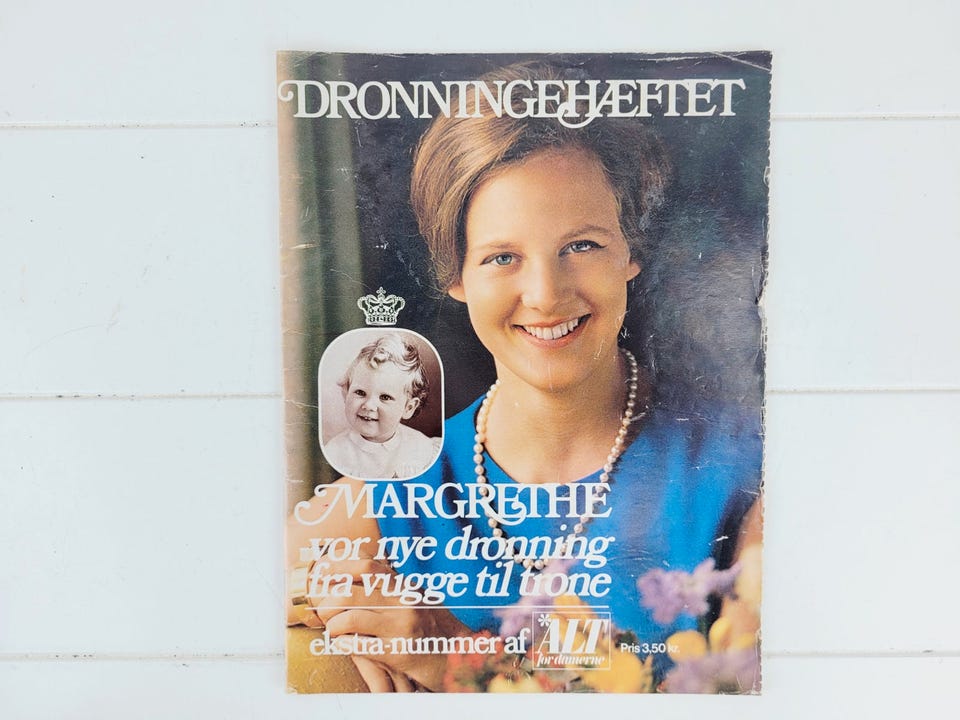 DRONNINGEHÆFTET
MARGRETHE
vor nye dronning
fra vugge til trone
ekstra-nummer af
*ALT
for damerne
Pris 3,50 kr.